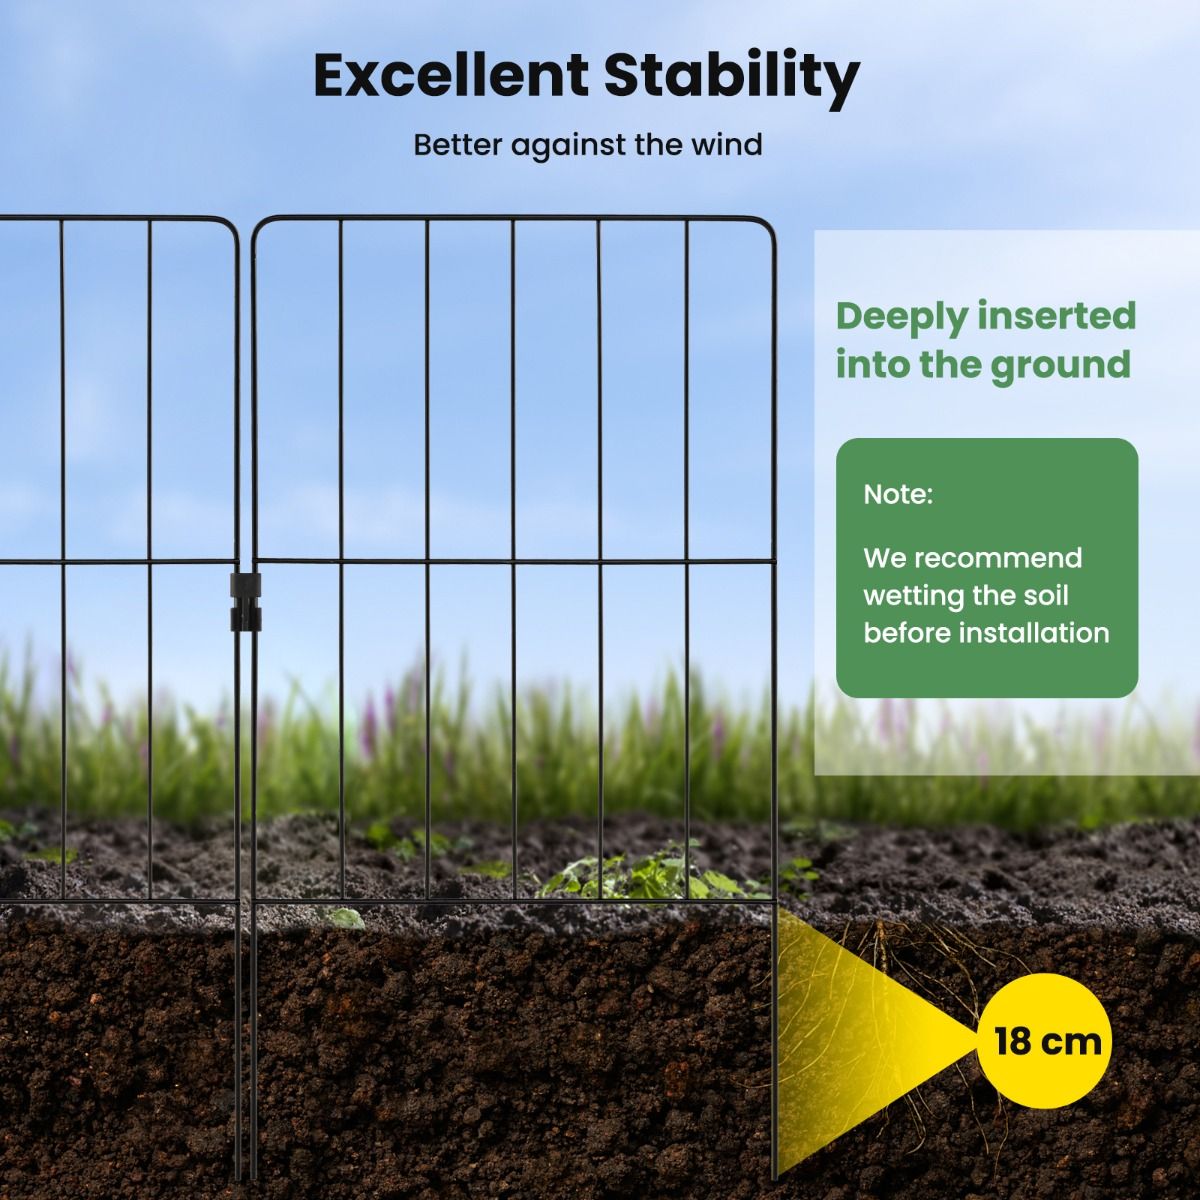 Excellent Stability
Better against the wind
Deeply inserted
into the ground
Note:
We recommend
wetting the soil
before installation
18 cm